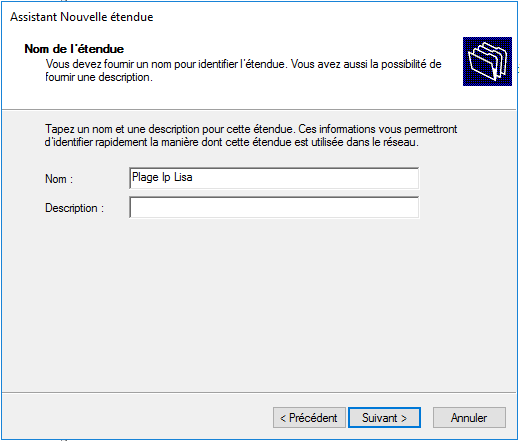 Assistant Nouvelle étendue
Nom de l'étendue
Vous devez fournir un nom pour identifier l'étendue. Vous avez aussi la possibilité de
fournir une description.
Tapez un nom et une description pour cette étendue. Ces informations vous permettront
d'identifier rapidement la manière dont cette étendue est utilisée dans le réseau.
Nom :
Plage Ip Lisa
Description :
< Précédent
Suivant >
Annuler